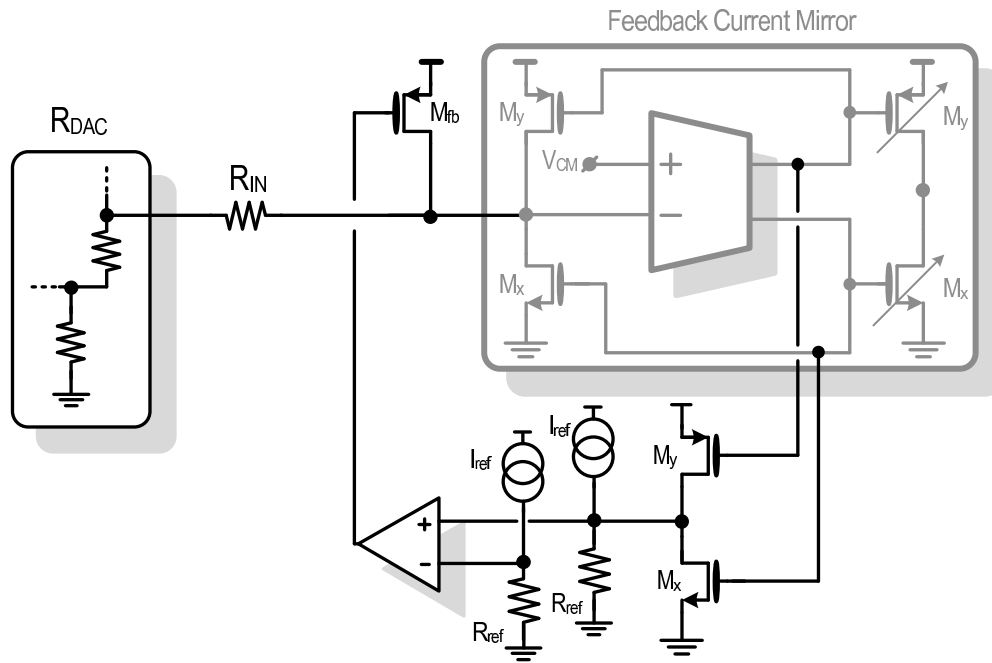 Feedback Current Mirror
RDAC
RIN
Mfb
My
VCM
+
−
My
Mx
Mx
Iref
Iref
My
+
−
Mx
Rref
Rref